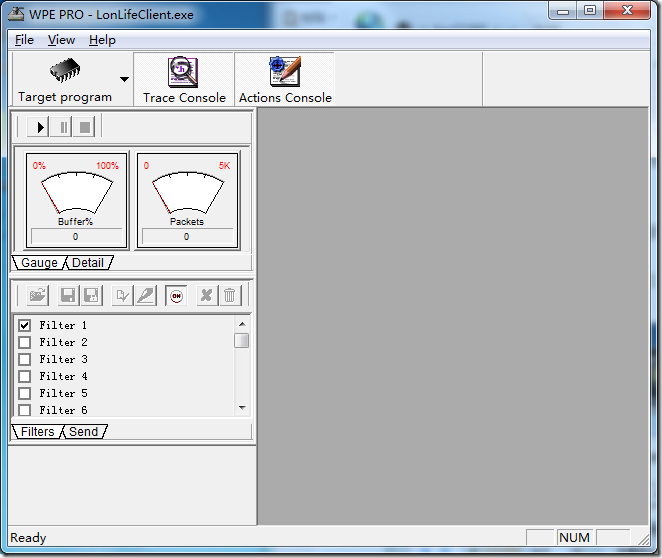 WPE PRO - LonLifeClient.exe
File View Help
Target program
Trace Console
Actions Console
0% 100%
Buffer%
0
0 5K
Packets
0
Gauge Detail
ON
Filter 1
Filter 2
Filter 3
Filter 4
Filter 5
Filter 6
Filters Send
Ready
NUM